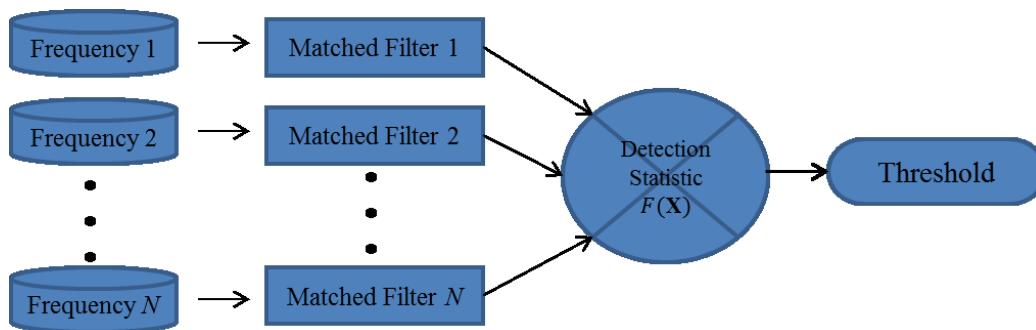 Frequency 1
Matched Filter 1
Frequency 2
Matched Filter 2
Detection
Statistic
F(X)
Threshold
Frequency N
Matched Filter N